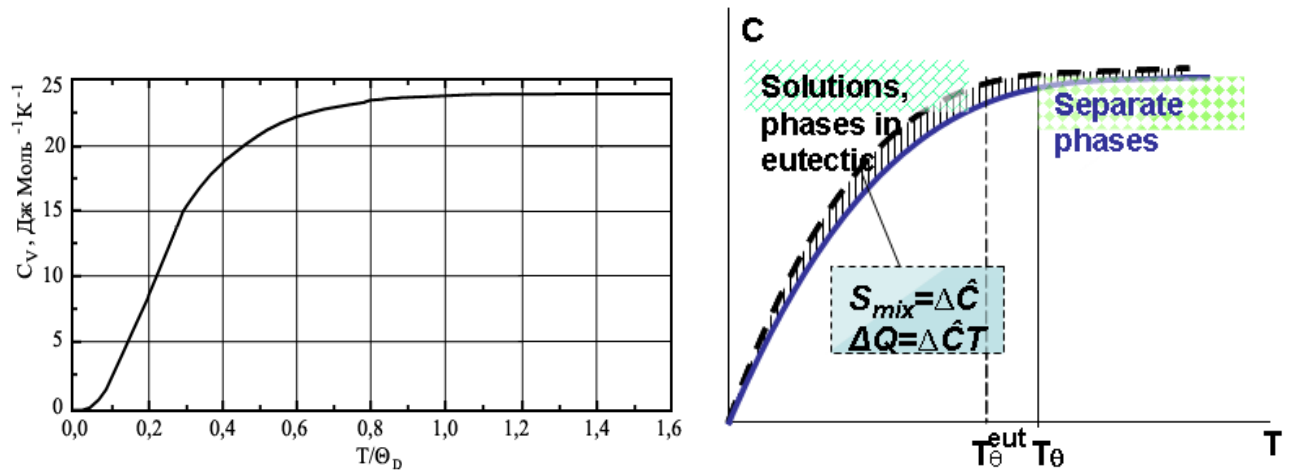 25
20
15
10
5
0
C_V, Дж Моль ⁻¹К⁻¹
0,0 0,2 0,4 0,6 0,8 1,0 1,2 1,4 1,6
T/Θ_D
C
Solutions,
phases in
eutectic
Separate
phases
S_mix=ΔĈ
ΔQ=ΔĈT
T_θ^eut T_θ T